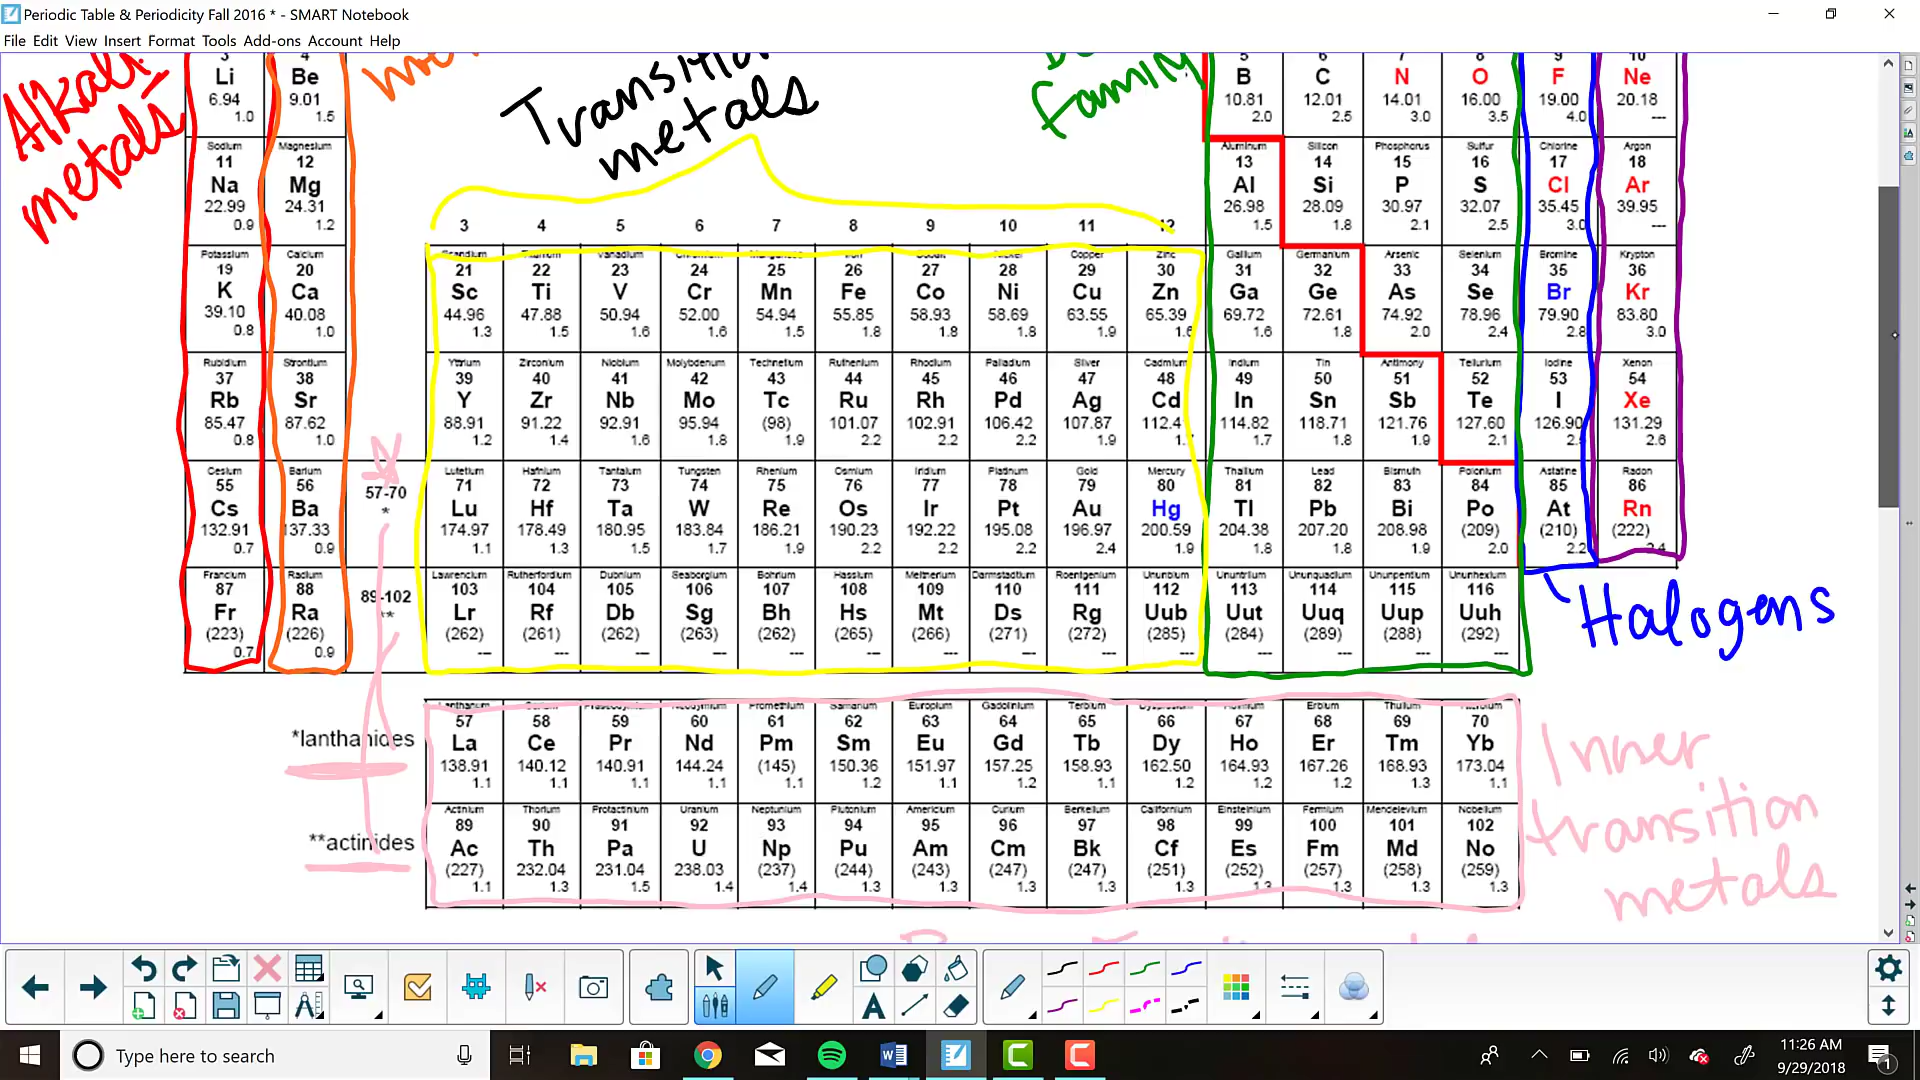 Periodic Table & Periodicity Fall 2016 * - SMART Notebook
File Edit View Insert Format Tools Add-ons Account Help
Alkali metals
Transition metals
family
3 4 5 6 7 8 9 10
Li Be B C N O F Ne
6.94 9.01 10.81 12.01 14.01 16.00 19.00 20.18
1.0 1.5 2.0 2.5 3.0 3.5 4.0 ---
Sodium Magnesium Aluminum Silicon Phosphorus Sulfur Chlorine Argon
11 12 13 14 15 16 17 18
Na Mg Al Si P S Cl Ar
22.99 24.31 26.98 28.09 30.97 32.07 35.45 39.95
0.9 1.2 1.5 1.8 2.1 2.5 3.0 ---
3 4 5 6 7 8 9 10 11 12
Potassium Calcium Scandium Titanium Vanadium Chromium Manganese Iron Cobalt Nickel Copper Zinc Gallium Germanium Arsenic Selenium Bromine Krypton
19 20 21 22 23 24 25 26 27 28 29 30 31 32 33 34 35 36
K Ca Sc Ti V Cr Mn Fe Co Ni Cu Zn Ga Ge As Se Br Kr
39.10 40.08 44.96 47.88 50.94 52.00 54.94 55.85 58.93 58.69 63.55 65.39 69.72 72.61 74.92 78.96 79.90 83.80
0.8 1.0 1.3 1.5 1.6 1.6 1.5 1.8 1.8 1.8 1.9 1.6 1.6 1.8 2.0 2.4 2.8 3.0
Rubidium Strontium Yttrium Zirconium Niobium Molybdenum Technetium Ruthenium Rhodium Palladium Silver Cadmium Indium Tin Antimony Tellurium Iodine Xenon
37 38 39 40 41 42 43 44 45 46 47 48 49 50 51 52 53 54
Rb Sr Y Zr Nb Mo Tc Ru Rh Pd Ag Cd In Sn Sb Te I Xe
85.47 87.62 88.91 91.22 92.91 95.94 (98) 101.07 102.91 106.42 107.87 112.4 114.82 118.71 121.76 127.60 126.90 131.29
0.8 1.0 1.2 1.4 1.6 1.8 1.9 2.2 2.2 2.2 1.9 1.7 1.8 1.9 2.1 2.6
Cesium Barium Lutetium Hafnium Tantalum Tungsten Rhenium Osmium Iridium Platinum Gold Mercury Thallium Lead Bismuth Polonium Astatine Radon
55 56 57-70 71 72 73 74 75 76 77 78 79 80 81 82 83 84 85 86
Cs Ba * Lu Hf Ta W Re Os Ir Pt Au Hg Tl Pb Bi Po At Rn
132.91 137.33 174.97 178.49 180.95 183.84 186.21 190.23 192.22 195.08 196.97 200.59 204.38 207.20 208.98 (209) (210) (222)
0.7 0.9 1.1 1.3 1.5 1.7 1.9 2.2 2.2 2.2 2.4 1.9 1.8 1.8 1.9 2.0 2.2 2.4
Francium Radium Lawrencium Rutherfordium Dubnium Seaborgium Bohrium Hassium Meitnerium Darmstadtium Roentgenium Ununbium Ununtrium Ununquadium Ununpentium Ununhexium
87 88 89-102 103 104 105 106 107 108 109 110 111 112 113 114 115 116
Fr Ra ** Lr Rf Db Sg Bh Hs Mt Ds Rg Uub Uut Uuq Uup Uuh
(223) (226) (262) (261) (262) (263) (262) (265) (266) (271) (272) (285) (284) (289) (288) (292)
0.7 0.9 --- --- --- --- --- --- --- --- --- --- --- --- --- ---
Halogens
Lanthanum Cerium Praseodymium Neodymium Promethium Samarium Europium Gadolinium Terbium Dysprosium Holmium Erbium Thulium Ytterbium
57 58 59 60 61 62 63 64 65 66 67 68 69 70
*lanthanides La Ce Pr Nd Pm Sm Eu Gd Tb Dy Ho Er Tm Yb
138.91 140.12 140.91 144.24 (145) 150.36 151.97 157.25 158.93 162.50 164.93 167.26 168.93 173.04
1.1 1.1 1.1 1.1 1.1 1.2 1.1 1.2 1.1 1.2 1.2 1.2 1.3 1.1
Actinium Thorium Protactinium Uranium Neptunium Plutonium Americium Curium Berkelium Californium Einsteinium Fermium Mendelevium Nobelium
89 90 91 92 93 94 95 96 97 98 99 100 101 102
**actinides Ac Th Pa U Np Pu Am Cm Bk Cf Es Fm Md No
(227) 232.04 231.04 238.03 (237) (244) (243) (247) (247) (251) (252) (257) (258) (259)
1.1 1.3 1.5 1.4 1.4 1.3 1.3 1.3 1.3 1.3 1.3 1.3 1.3 1.3
Inner
transition
metals
Type here to search
11:26 AM
9/29/2018
1